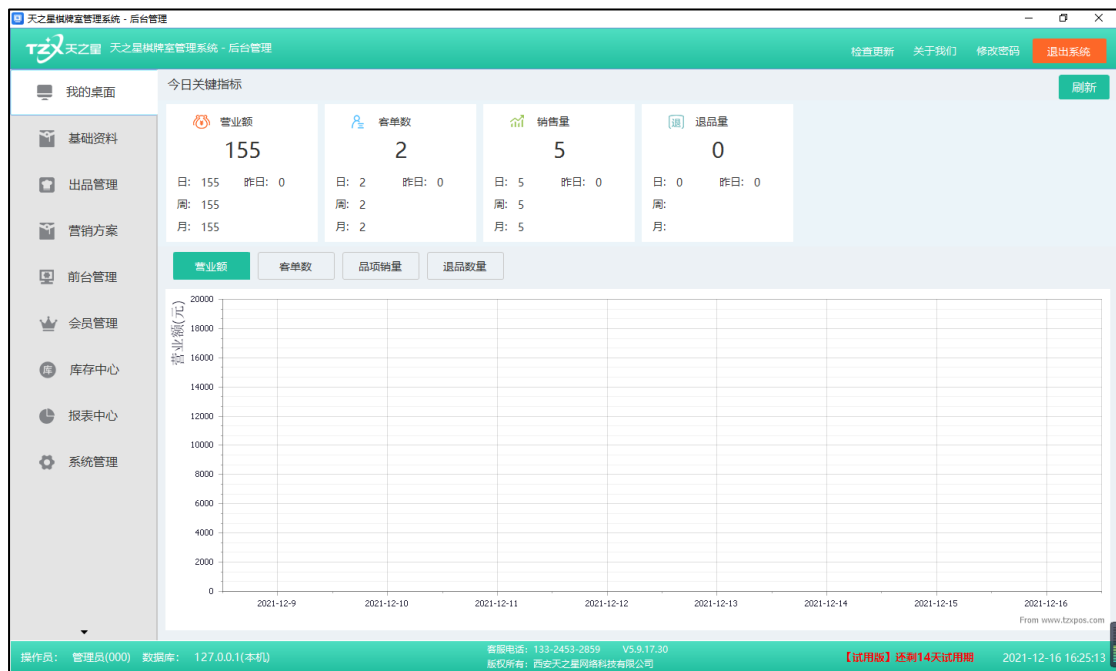 天之星棋牌室管理系统 - 后台管理
TZX 天之星 天之星棋牌室管理系统 - 后台管理
检查更新 关于我们 修改密码 退出系统
我的桌面
基础资料
出品管理
营销方案
前台管理
会员管理
库 库存中心
报表中心
系统管理
今日关键指标 刷新
营业额 客单数 销售量 退 退品量
155 2 5 0
日: 155 昨日: 0 日: 2 昨日: 0 日: 5 昨日: 0 日: 0 昨日: 0
周: 155 周: 2 周: 5 周:
月: 155 月: 2 月: 5 月:
营业额 客单数 品项销量 退品数量
营业额(元)
20000
18000
16000
14000
12000
10000
8000
6000
4000
2000
0
2021-12-9 2021-12-10 2021-12-11 2021-12-12 2021-12-13 2021-12-14 2021-12-15 2021-12-16
From www.tzxpos.com
操作员: 管理员(000) 数据库: 127.0.0.1(本机)
客服电话: 133-2453-2859 V5.9.17.30
版权所有: 西安天之星网络科技有限公司
【试用版】还剩14天试用期 2021-12-16 16:25:13